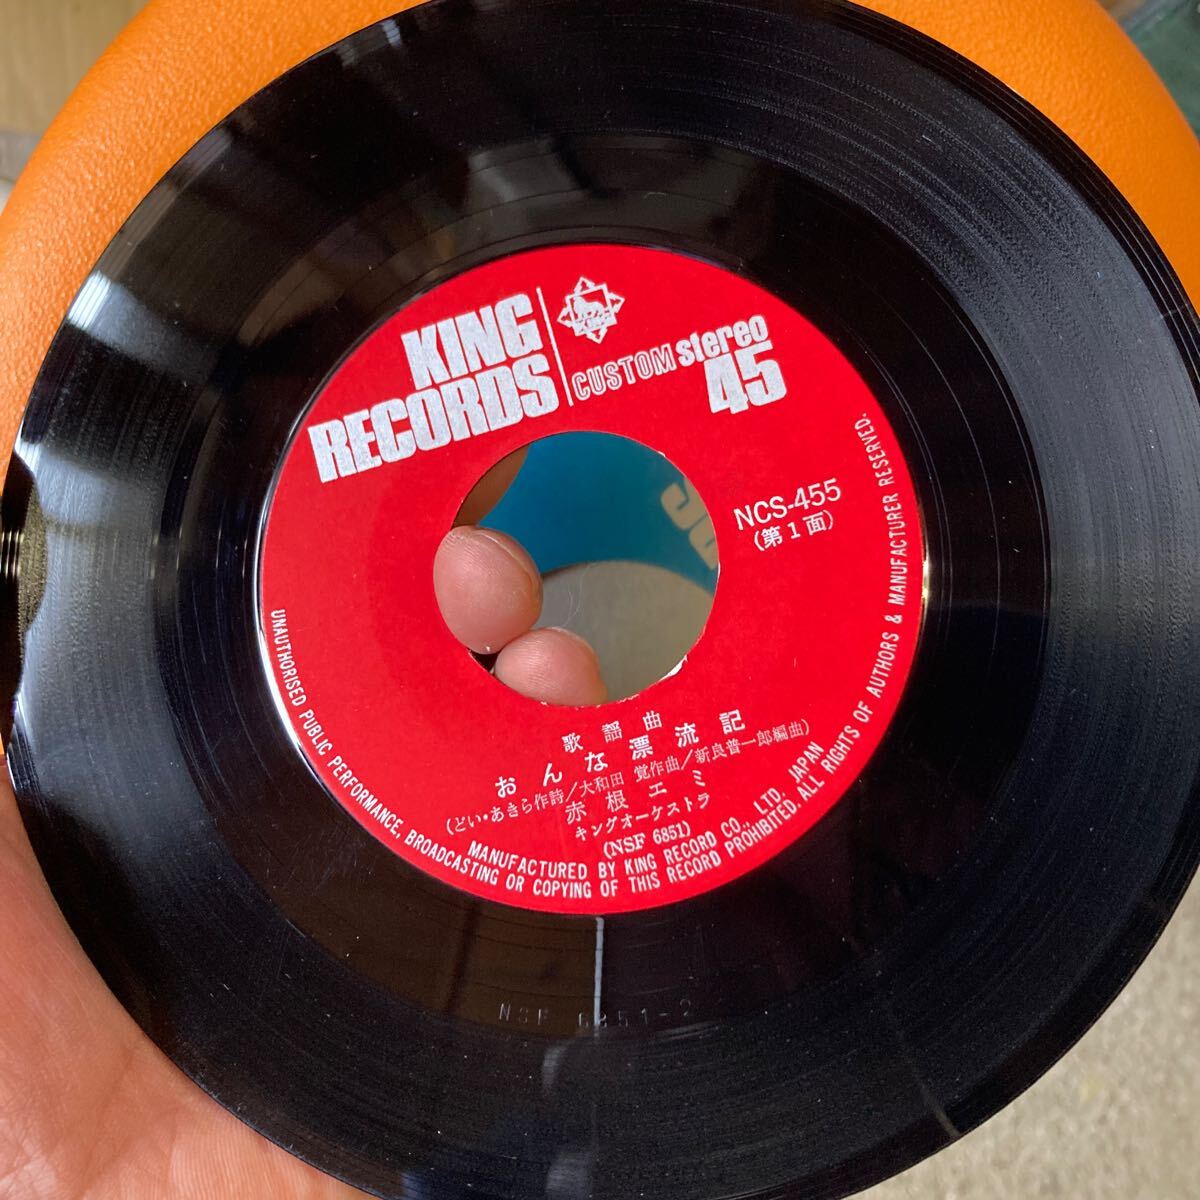 KING
RECORDS
CUSTOM stereo
45
NCS-455
(第1面)
歌謡曲
おんな漂流記
(どい・あきら作詩/大和田 覚作曲/新良普一郎編曲)
赤根エミ
キングオーケストラ
(NSF 6851)
MANUFACTURED BY KING RECORD CO., LTD. JAPAN
UNAUTHORISED PUBLIC PERFORMANCE, BROADCASTING OR COPYING OF THIS RECORD PROHIBITED. ALL RIGHTS OF AUTHORS & MANUFACTURER RESERVED.
NSF 6851-2